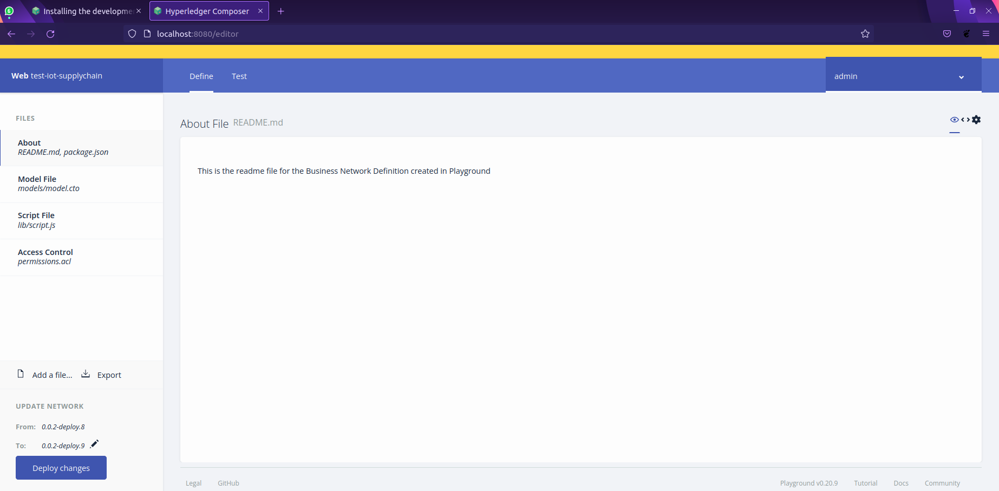 6
Installing the developme
Hyperledger Composer
localhost:8080/editor
Web test-iot-supplychain
Define
Test
admin
FILES
About
README.md, package.json
Model File
models/model.cto
Script File
lib/script.js
Access Control
permissions.acl
Add a file...
Export
UPDATE NETWORK
From: 0.0.2-deploy.8
To: 0.0.2-deploy.9
Deploy changes
About File README.md
This is the readme file for the Business Network Definition created in Playground
Legal
GitHub
Playground v0.20.9
Tutorial
Docs
Community